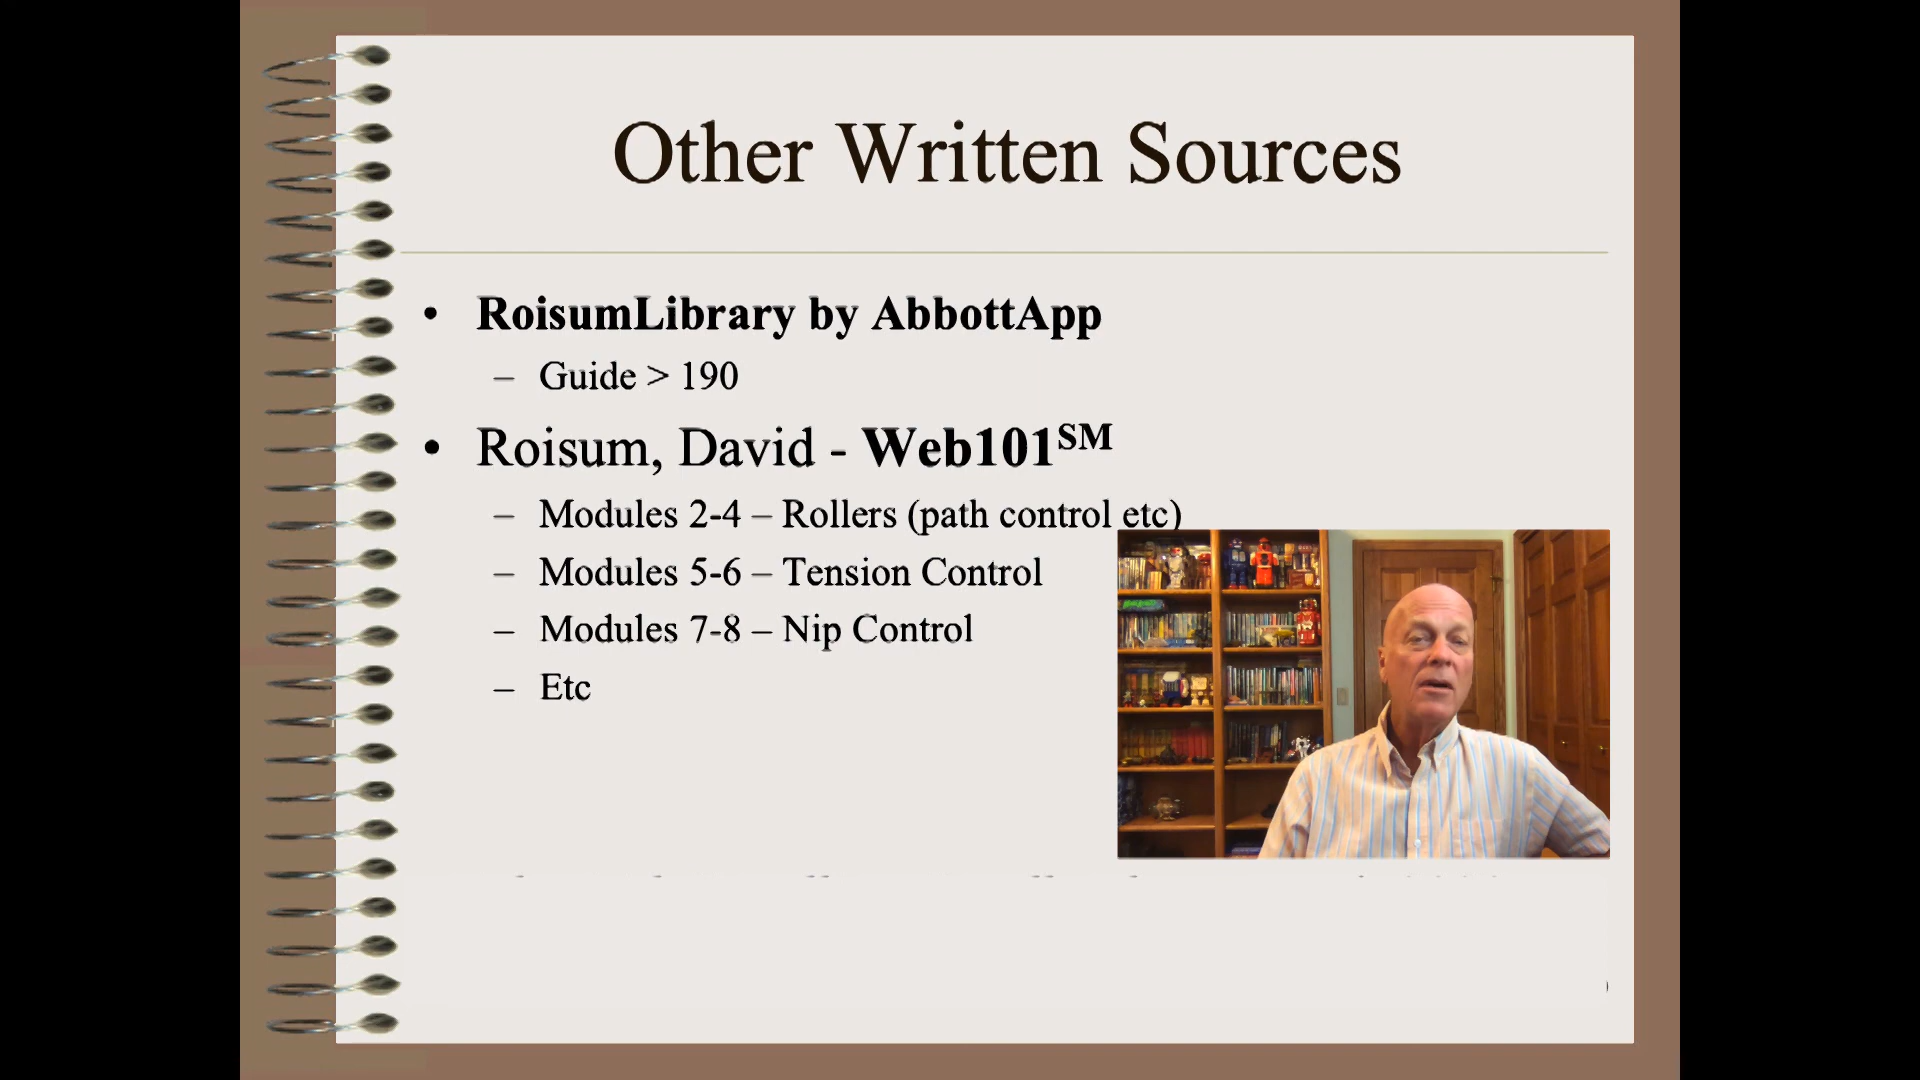 Other Written Sources
• RoisumLibrary by AbbottApp
– Guide > 190
• Roisum, David - Web101SM
– Modules 2-4 – Rollers (path control etc)
– Modules 5-6 – Tension Control
– Modules 7-8 – Nip Control
– Etc